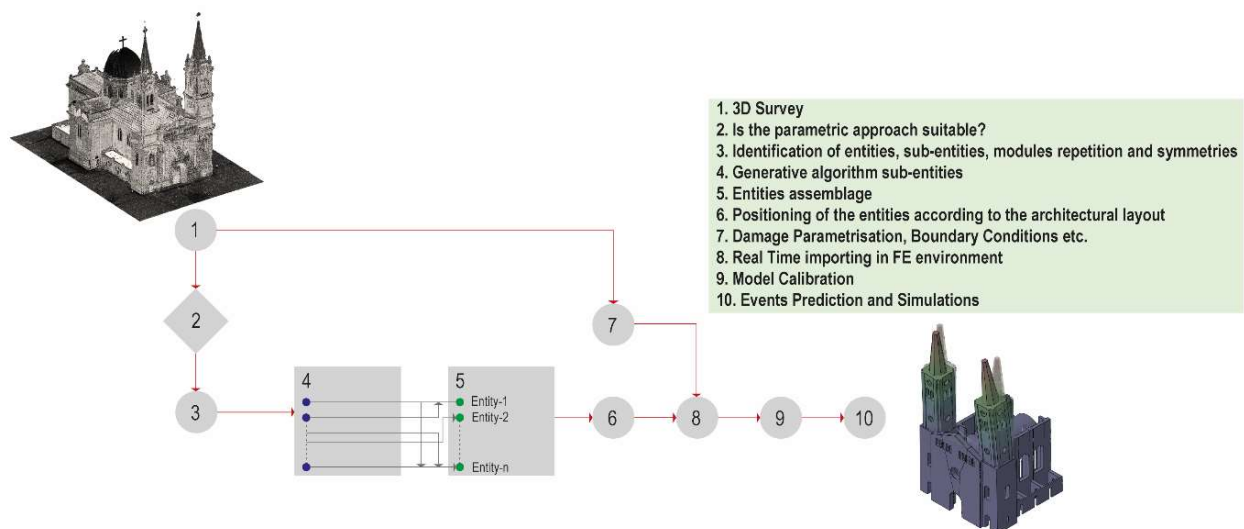 1. 3D Survey
2. Is the parametric approach suitable?
3. Identification of entities, sub-entities, modules repetition and symmetries
4. Generative algorithm sub-entities
5. Entities assemblage
6. Positioning of the entities according to the architectural layout
7. Damage Parametrisation, Boundary Conditions etc.
8. Real Time importing in FE environment
9. Model Calibration
10. Events Prediction and Simulations
1
2
3
4
5
Entity-1
Entity-2
Entity-n
6
7
8
9
10